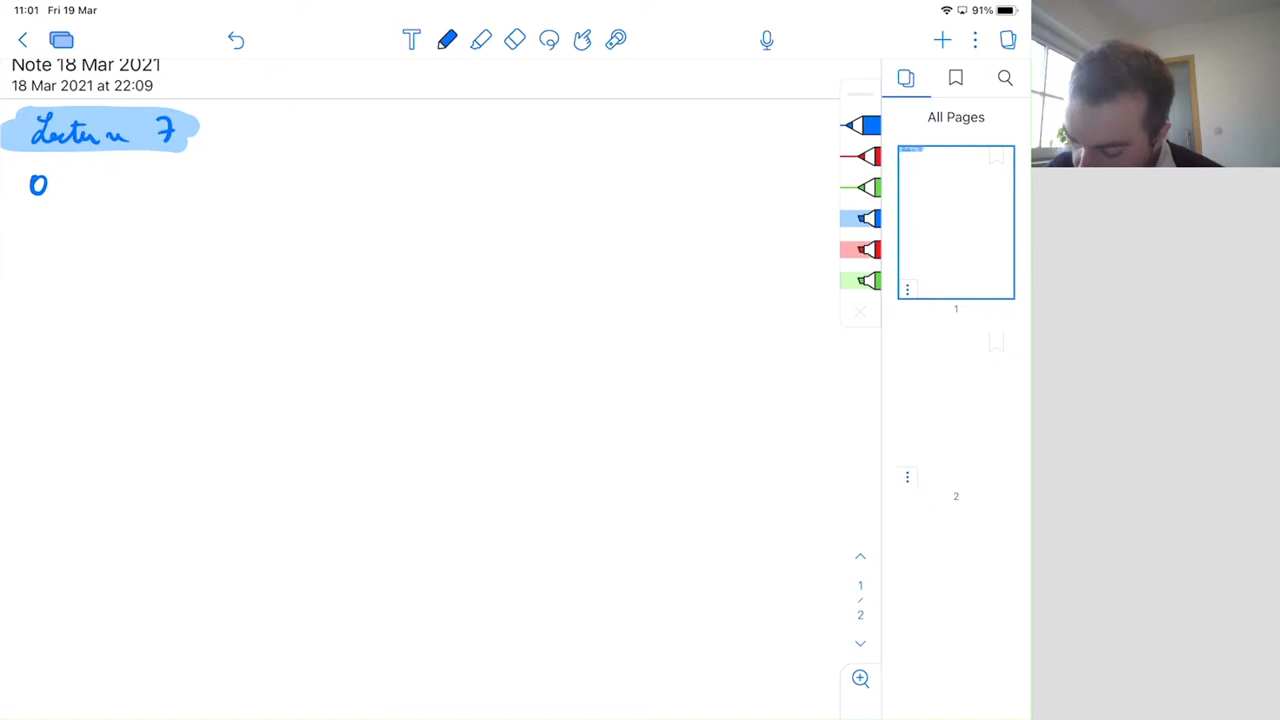 11:01 Fri 19 Mar
91%
Note 18 Mar 2021
18 Mar 2021 at 22:09
Lecture 7
0
T
All Pages
1
2
1
/
2